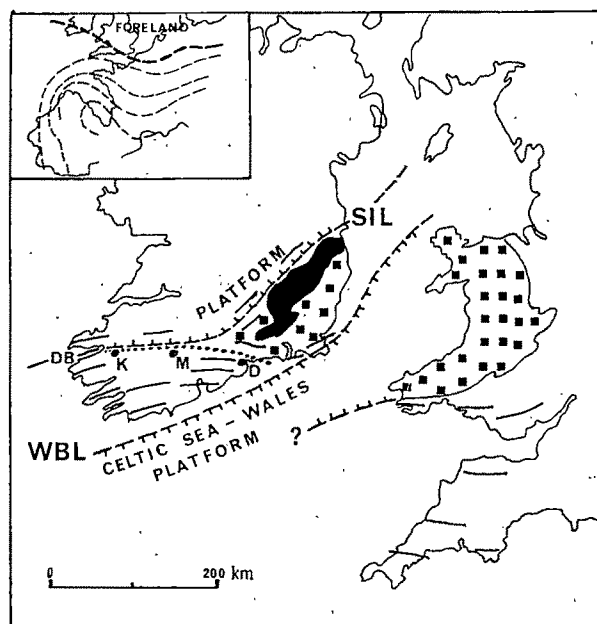 FORELAND
SIL
PLATFORM
DB
K
M
D
WBL
CELTIC SEA - WALES
PLATFORM
?
0 200 km